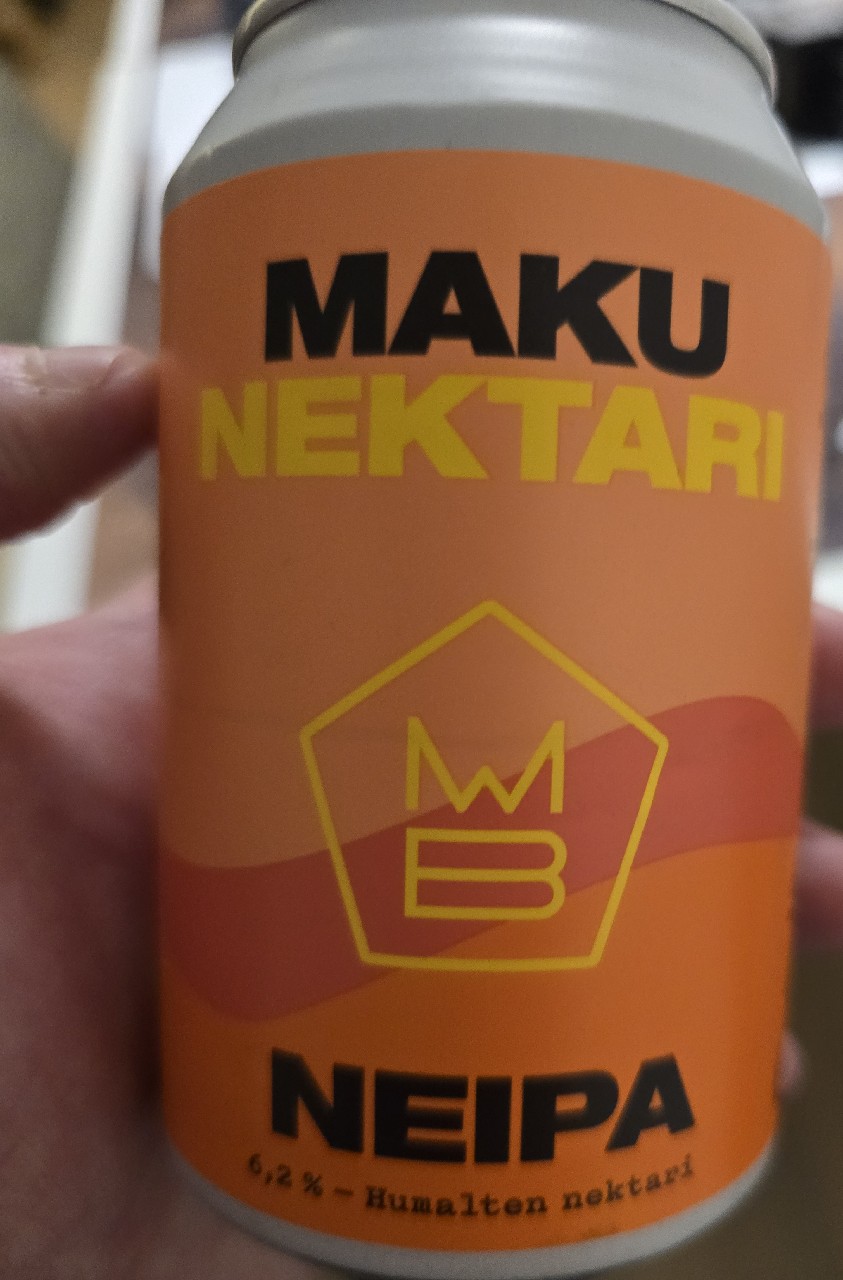 MAKU
NEKTARI
M
B
NEIPA
6,2 % – Humalten nektari